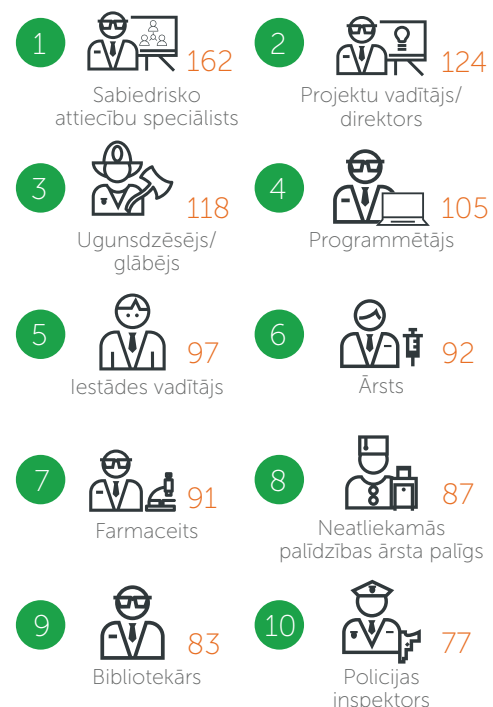 1
162
Sabiedrisko
attiecību speciālists
2
124
Projektu vadītājs/
direktors
3
118
Ugunsdzēsējs/
glābējs
4
105
Programmētājs
5
97
Iestādes vadītājs
6
92
Ārsts
7
91
Farmaceits
8
87
Neatliekamās
palīdzības ārsta palīgs
9
83
Bibliotekārs
10
77
Policijas
inspektors